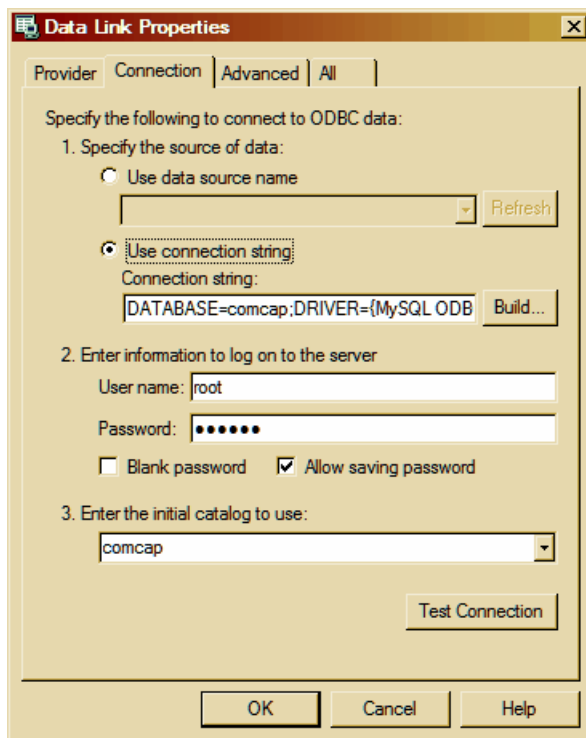 Data Link Properties
Provider Connection Advanced All
Specify the following to connect to ODBC data:
1. Specify the source of data:
Use data source name
Refresh
Use connection string
Connection string:
DATABASE=comcap;DRIVER={MySQL ODB Build...
2. Enter information to log on to the server
User name: root
Password: ●●●●●●
Blank password Allow saving password
3. Enter the initial catalog to use:
comcap
Test Connection
OK Cancel Help